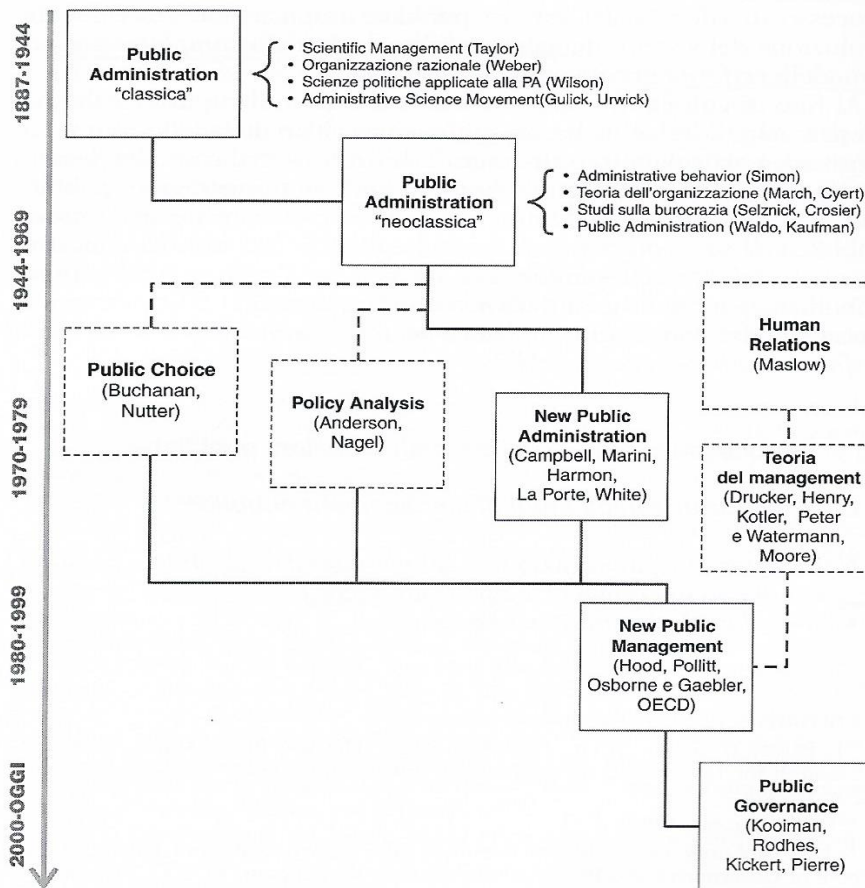 1887-1944
Public
Administration
“classica”
• Scientific Management (Taylor)
• Organizzazione razionale (Weber)
• Scienze politiche applicate alla PA (Wilson)
• Administrative Science Movement(Gulick, Urwick)
1944-1969
Public
Administration
“neoclassica”
• Administrative behavior (Simon)
• Teoria dell'organizzazione (March, Cyert)
• Studi sulla burocrazia (Selznick, Crosier)
• Public Administration (Waldo, Kaufman)
1970-1979
Public Choice
(Buchanan,
Nutter)
Policy Analysis
(Anderson,
Nagel)
New Public
Administration
(Campbell, Marini,
Harmon,
La Porte, White)
Human
Relations
(Maslow)
Teoria
del management
(Drucker, Henry,
Kotler, Peter
e Watermann,
Moore)
1980-1999
New Public
Management
(Hood, Pollitt,
Osborne e Gaebler,
OECD)
2000-OGGI
Public
Governance
(Kooiman,
Rodhes,
Kickert, Pierre)